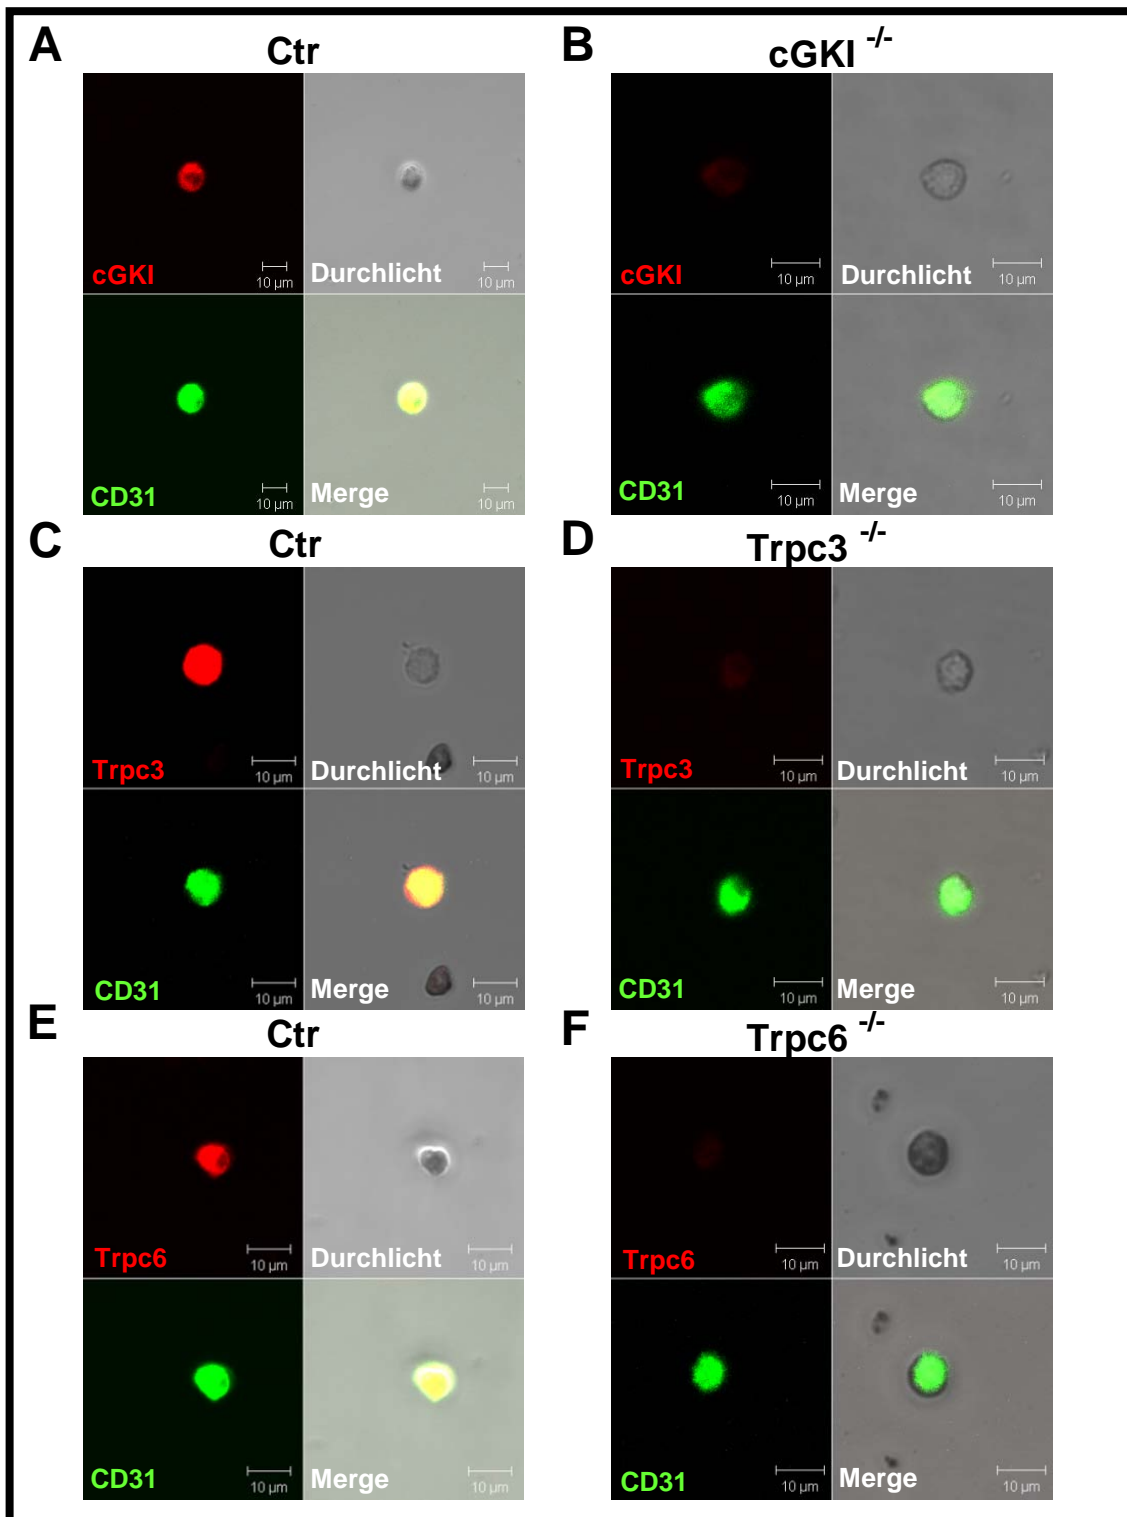 A Ctr
B cGKI -/-
cGKI 10 µm Durchlicht 10 µm
cGKI 10 µm Durchlicht 10 µm
CD31 10 µm Merge 10 µm
CD31 10 µm Merge 10 µm
C Ctr
D Trpc3 -/-
Trpc3 10 µm Durchlicht 10 µm
Trpc3 10 µm Durchlicht 10 µm
CD31 10 µm Merge 10 µm
CD31 10 µm Merge 10 µm
E Ctr
F Trpc6 -/-
Trpc6 10 µm Durchlicht 10 µm
Trpc6 10 µm Durchlicht 10 µm
CD31 10 µm Merge 10 µm
CD31 10 µm Merge 10 µm